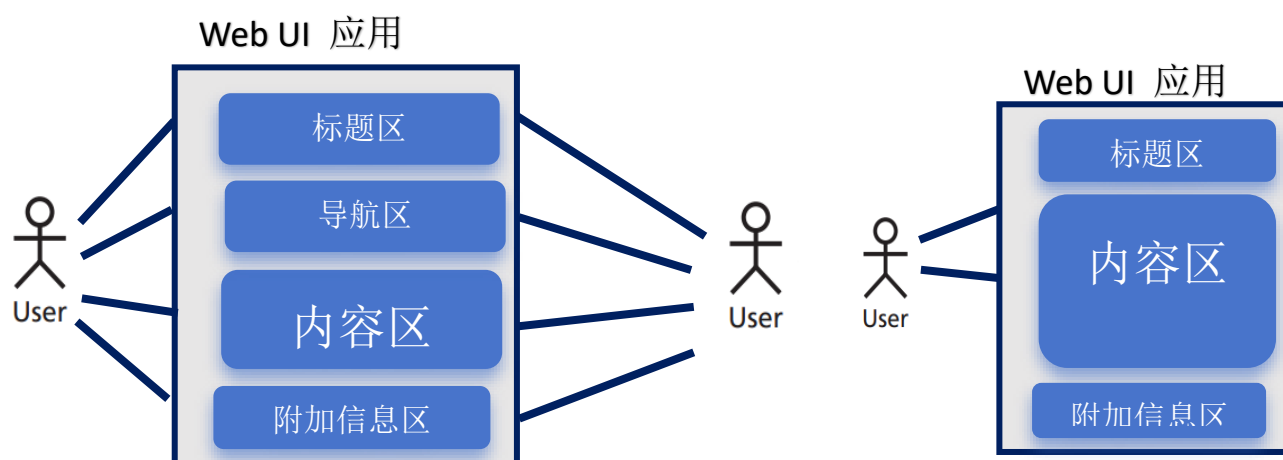 Web UI 应用
标题区
导航区
内容区
附加信息区
User
User
User
Web UI 应用
标题区
内容区
附加信息区